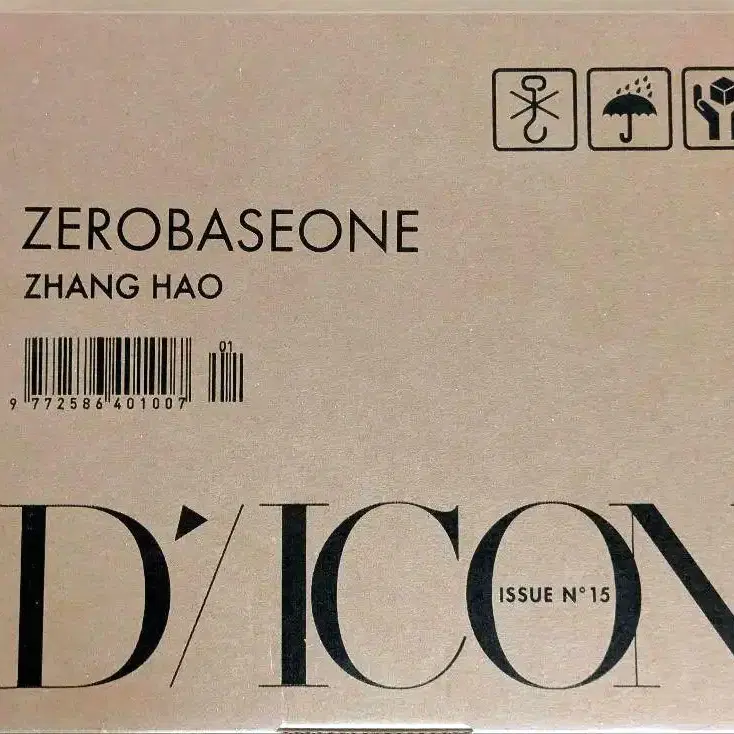 ZEROBASEONE
ZHANG HAO
01
9 772586 401007
D'/ICON
ISSUE N°15